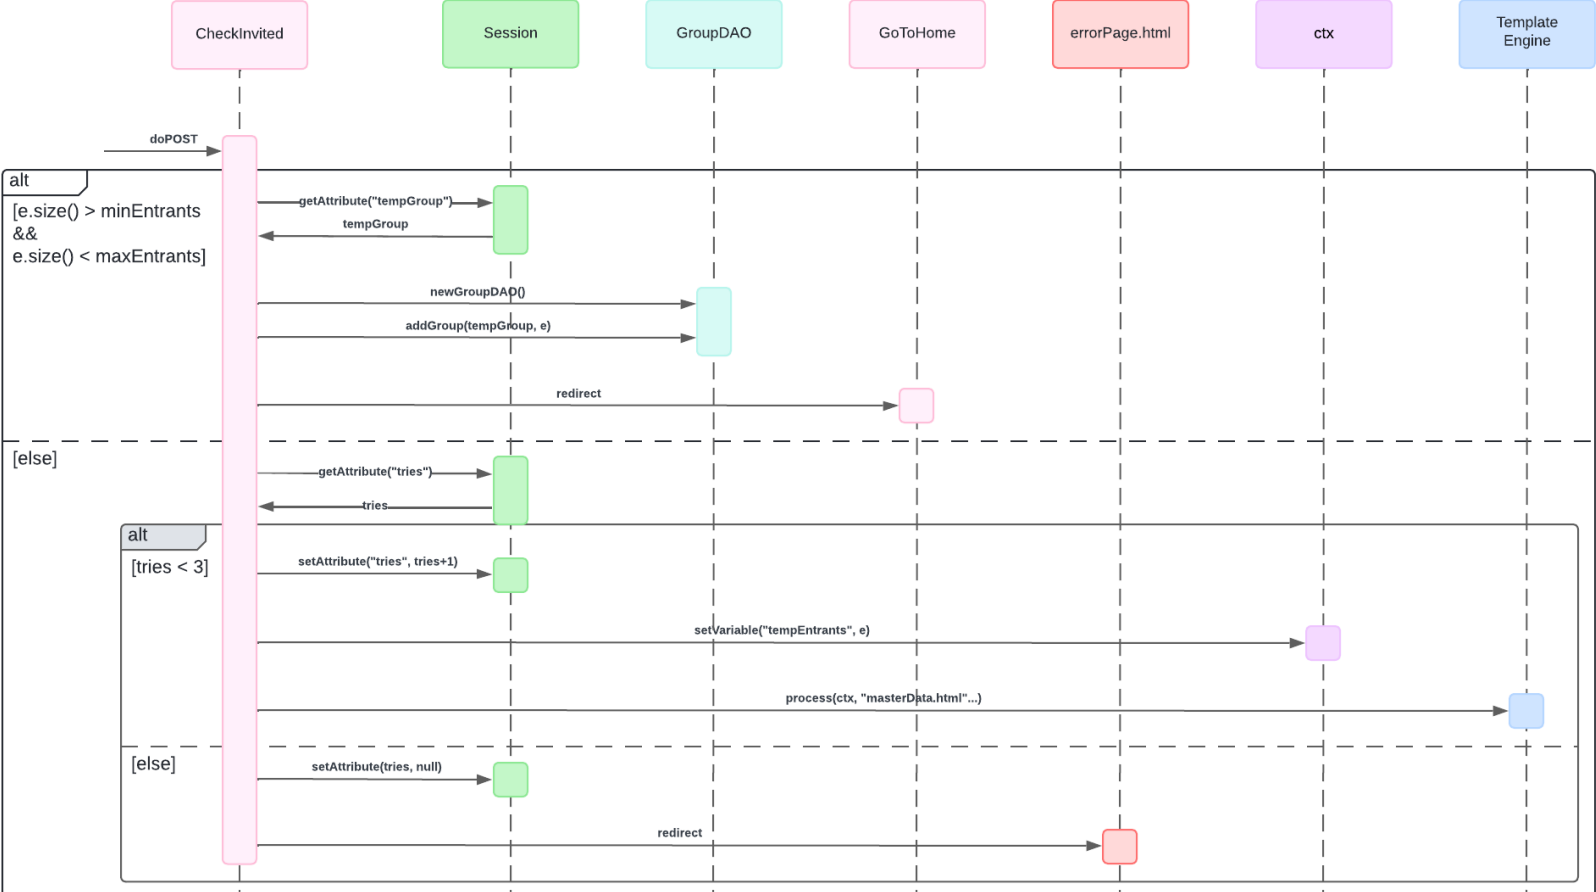 CheckInvited
Session
GroupDAO
GoToHome
errorPage.html
ctx
Template
Engine
doPOST
alt
[e.size() > minEntrants
&&
e.size() < maxEntrants]
getAttribute("tempGroup")
tempGroup
newGroupDAO()
addGroup(tempGroup, e)
redirect
[else]
getAttribute("tries")
tries
alt
[tries < 3]
setAttribute("tries", tries+1)
setVariable("tempEntrants", e)
process(ctx, "masterData.html"...)
[else]
setAttribute(tries, null)
redirect